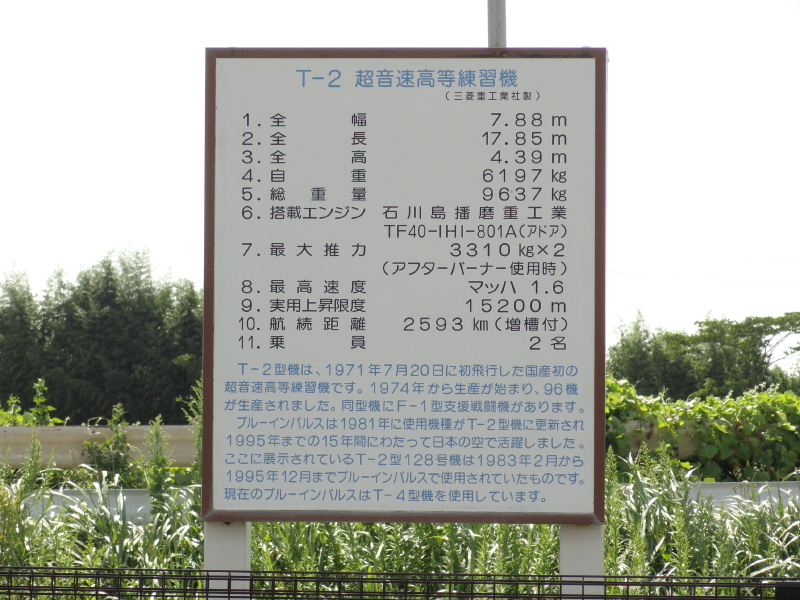 T-2 超音速高等練習機
(三菱重工業社製)
1. 全幅 7.88 m
2. 全長 17.85 m
3. 全高 4.39 m
4. 自重 6197 kg
5. 総重量 9637 kg
6. 搭載エンジン 石川島播磨重工業
TF40-IHI-801A(アドア)
7. 最大推力 3310 kg×2
(アフターバーナー使用時)
8. 最高速度 マッハ 1.6
9. 実用上昇限度 15200 m
10. 航続距離 2593 km(増槽付)
11. 乗員 2名
T-2型機は、1971年7月20日に初飛行した国産初の
超音速高等練習機です。1974年から生産が始まり、96機
が生産されました。同型機にF-1型支援戦闘機があります。
ブルーインパルスは1981年に使用機種がT-2型機に更新され
1995年までの15年間にわたって日本の空で活躍しました。
ここに展示されているT-2型128号機は1983年2月から
1995年12月までブルーインパルスで使用されていたものです。
現在のブルーインパルスはT-4型機を使用しています。